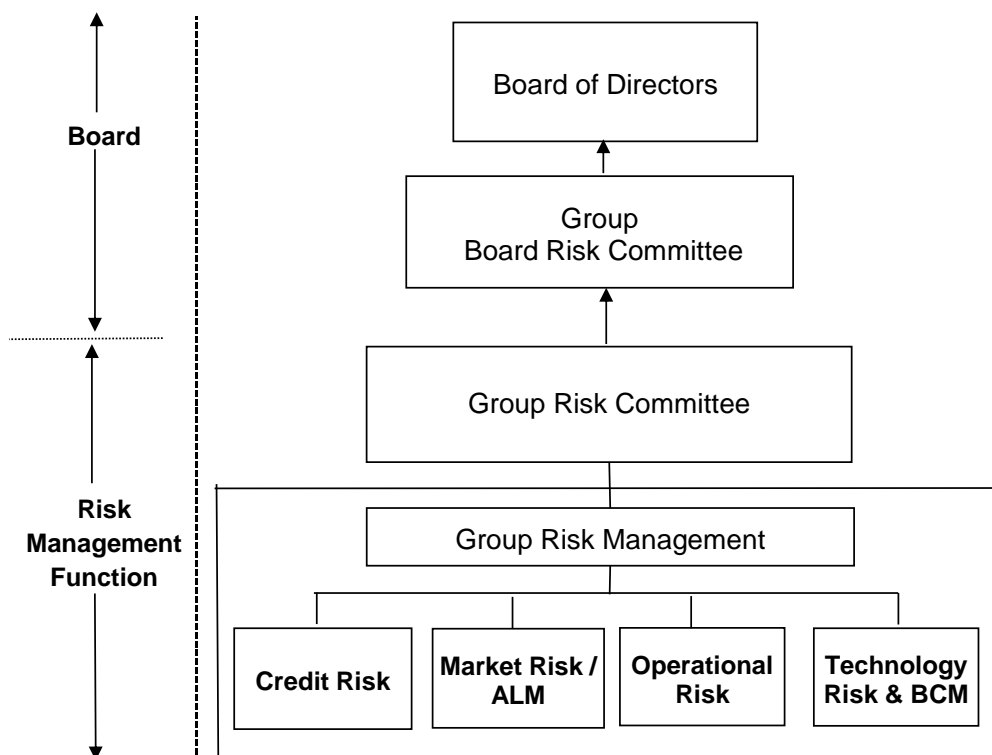 Board of Directors
Board
Group
Board Risk Committee
Group Risk Committee
Risk
Management
Function
Group Risk Management
Credit Risk
Market Risk /
ALM
Operational
Risk
Technology
Risk & BCM